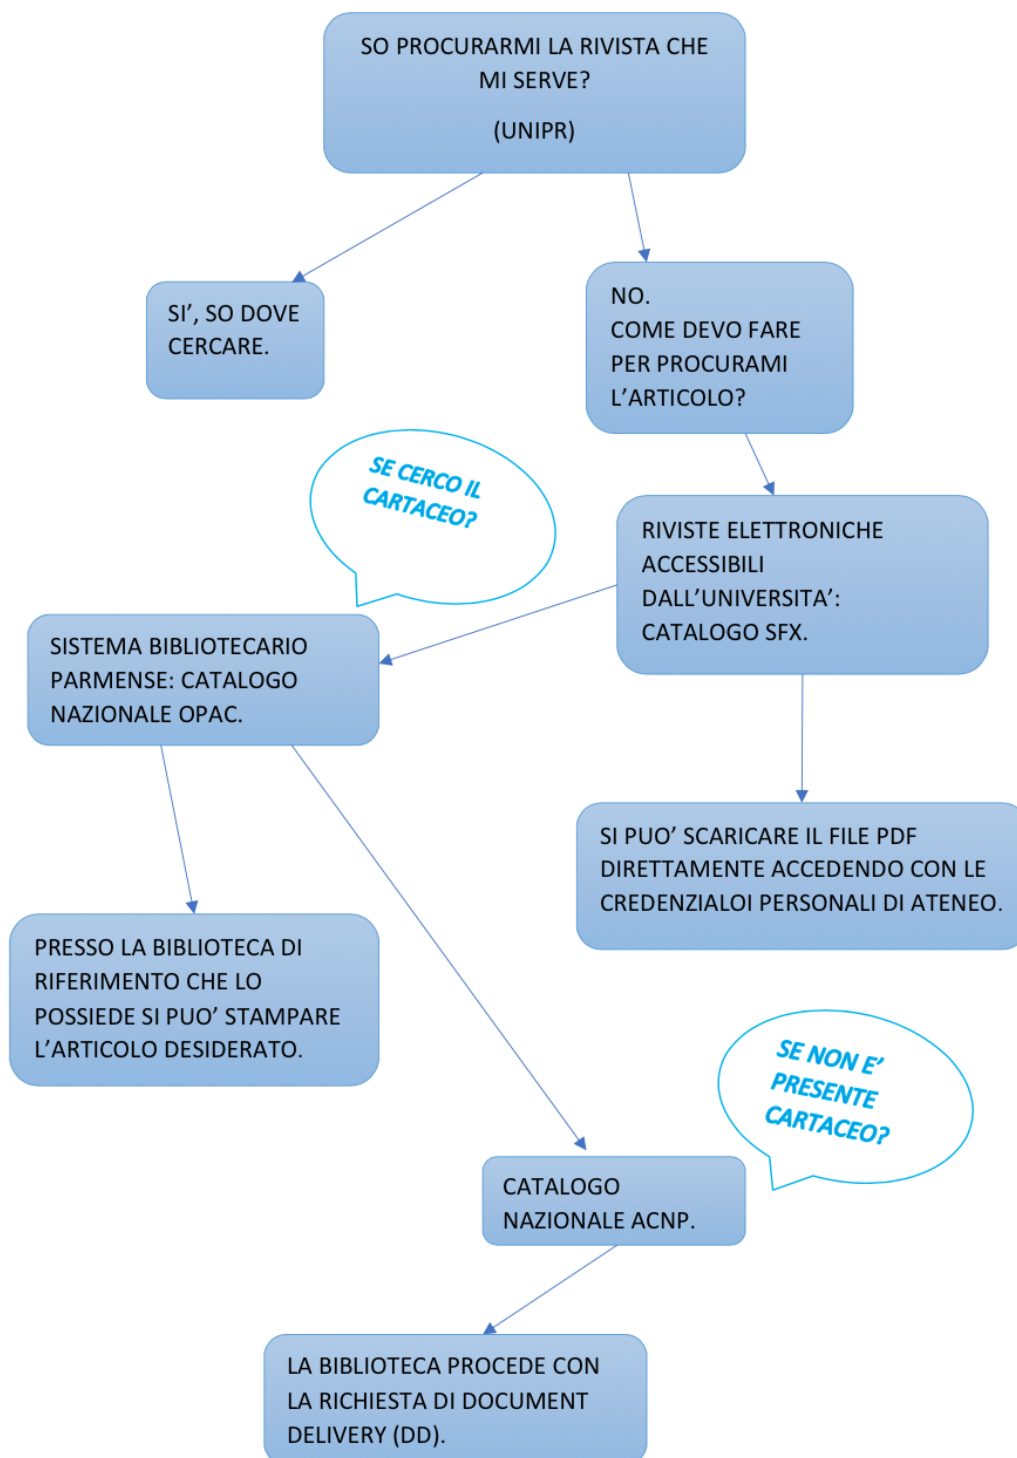 SO PROCURARMI LA RIVISTA CHE
MI SERVE?
(UNIPR)
SI’, SO DOVE
CERCARE.
NO.
COME DEVO FARE
PER PROCURAMI
L’ARTICOLO?
SE CERCO IL
CARTACEO?
RIVISTE ELETTRONICHE
ACCESSIBILI
DALL’UNIVERSITA’:
CATALOGO SFX.
SISTEMA BIBLIOTECARIO
PARMENSE: CATALOGO
NAZIONALE OPAC.
SI PUO’ SCARICARE IL FILE PDF
DIRETTAMENTE ACCEDENDO CON LE
CREDENZIALOI PERSONALI DI ATENEO.
PRESSO LA BIBLIOTECA DI
RIFERIMENTO CHE LO
POSSIEDE SI PUO’ STAMPARE
L’ARTICOLO DESIDERATO.
SE NON E’
PRESENTE
CARTACEO?
CATALOGO
NAZIONALE ACNP.
LA BIBLIOTECA PROCEDE CON
LA RICHIESTA DI DOCUMENT
DELIVERY (DD).